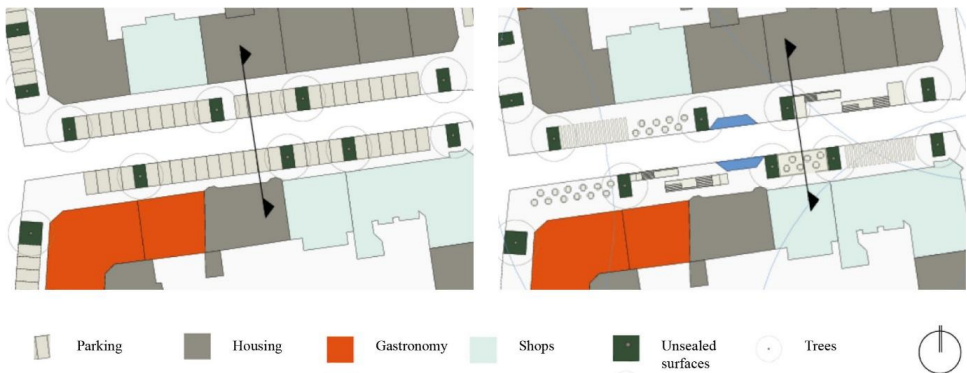 Parking
Housing
Gastronomy
Shops
Unsealed
surfaces
Trees